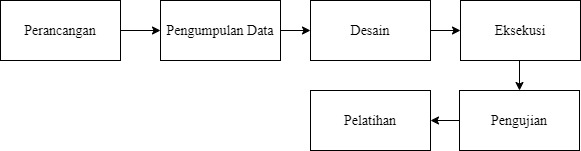 Perancangan
Pengumpulan Data
Desain
Eksekusi
Pengujian
Pelatihan